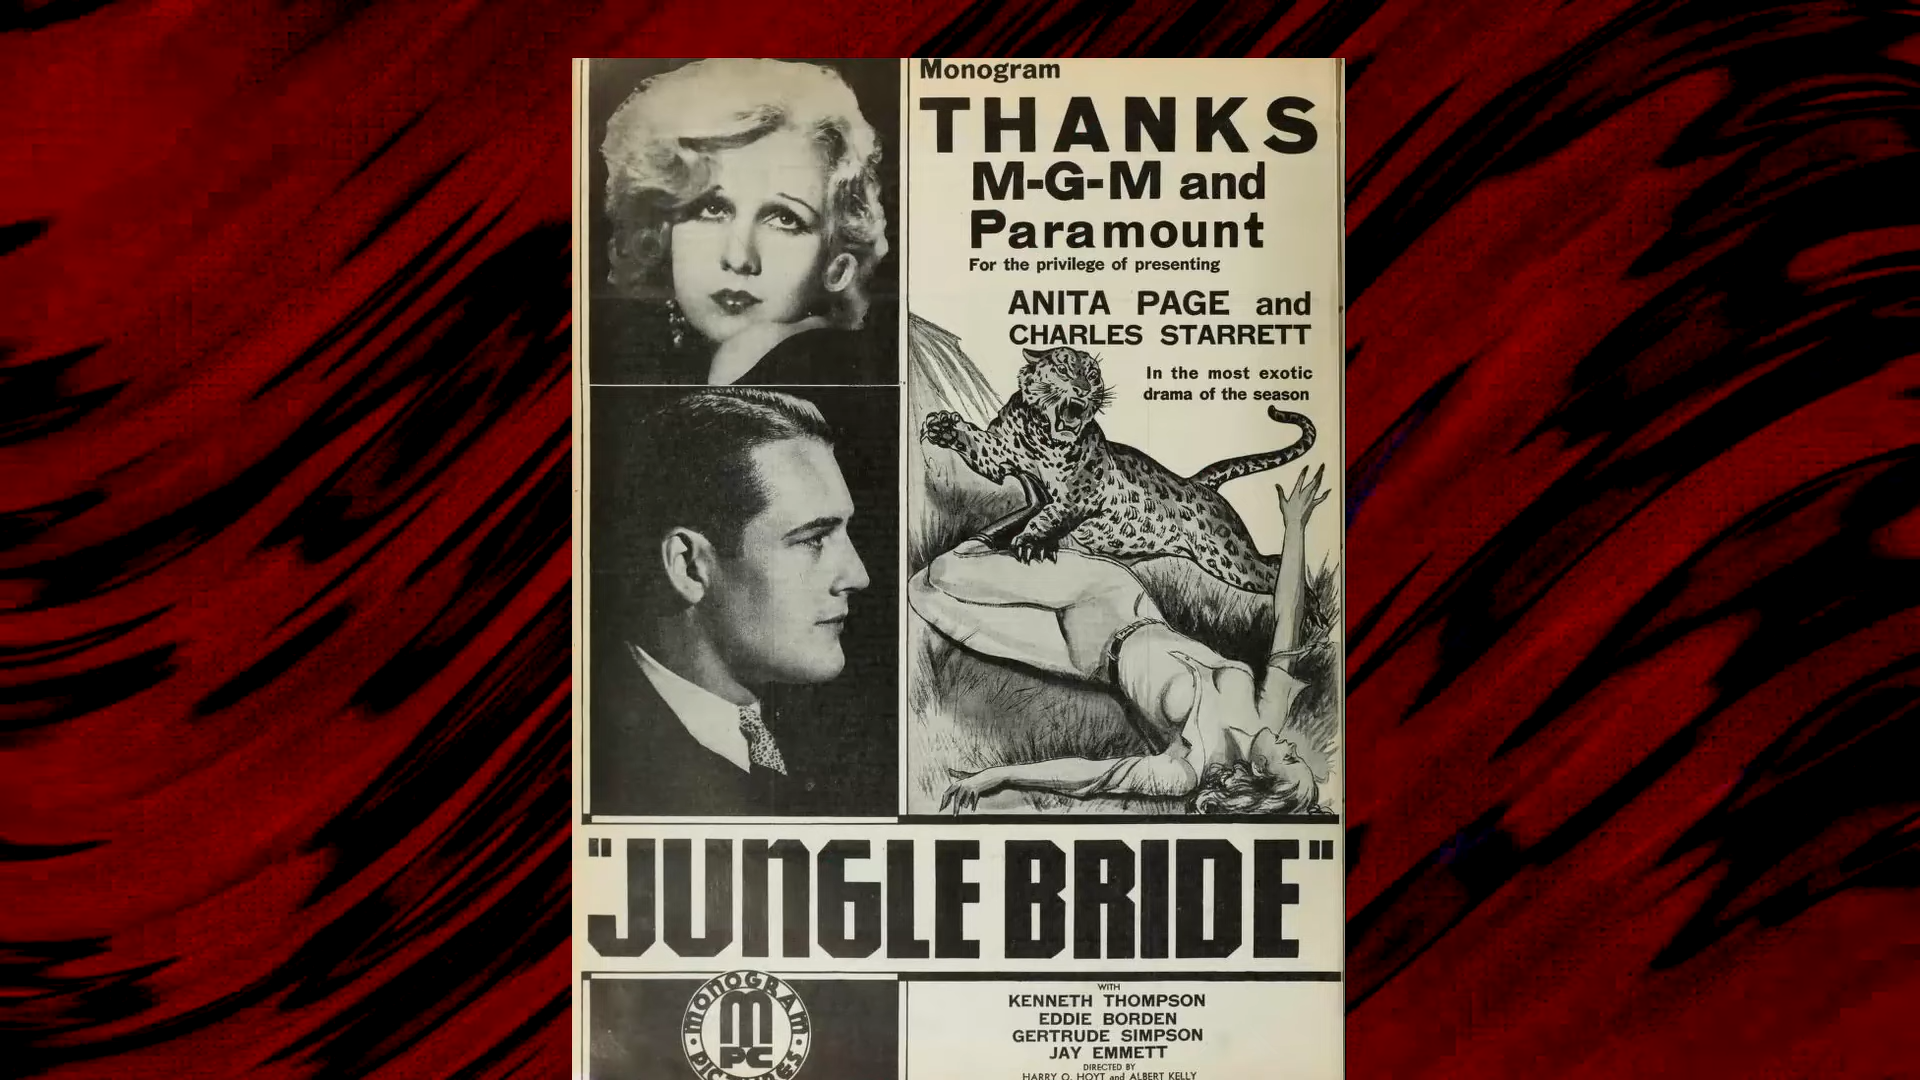 Monogram
THANKS
M-G-M and
Paramount
For the privilege of presenting
ANITA PAGE and
CHARLES STARRETT
In the most exotic
drama of the season
"JUNGLE BRIDE"
MONOGRAM
M
PC
PICTURES
WITH
KENNETH THOMPSON
EDDIE BORDEN
GERTRUDE SIMPSON
JAY EMMETT
DIRECTED BY
HARRY O. HOYT and ALBERT KELLY